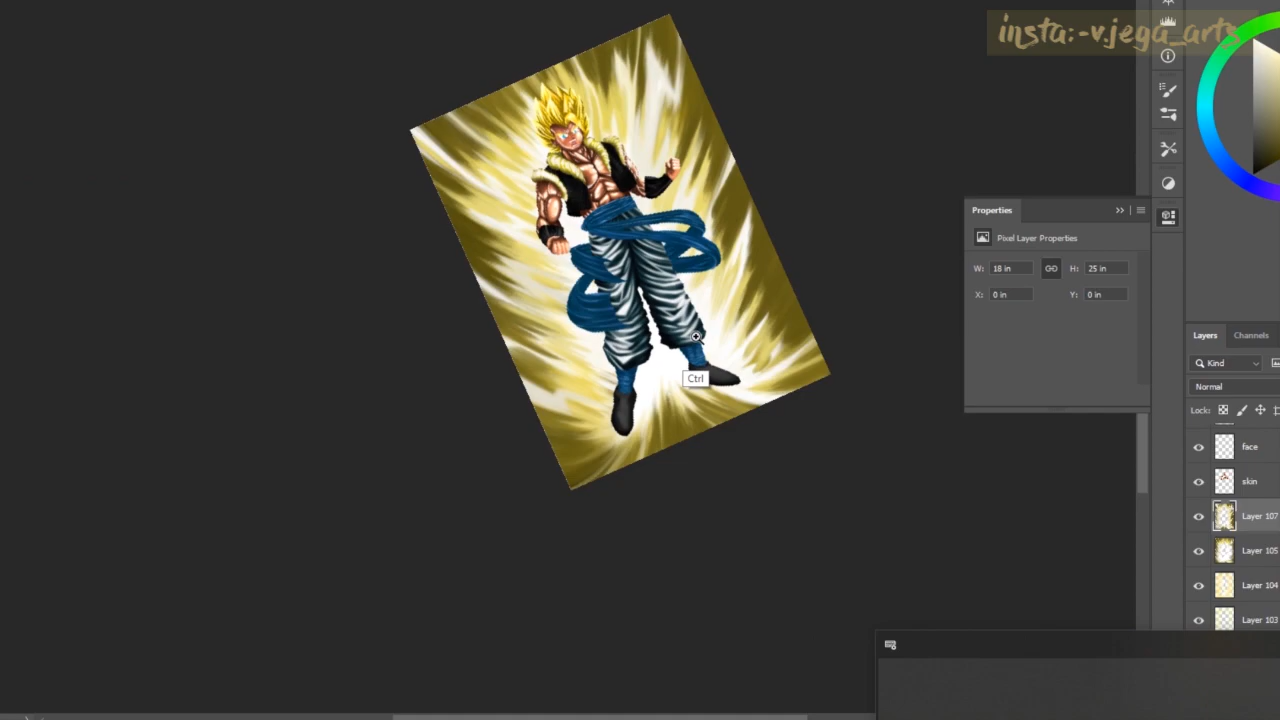 insta:-vjega_arts
Properties
Pixel Layer Properties
W: 18 in
H: 25 in
X: 0 in
Y: 0 in
Ctrl
Layers
Channels
Kind
Normal
Lock:
face
skin
Layer 107
Layer 105
Layer 104
Layer 103